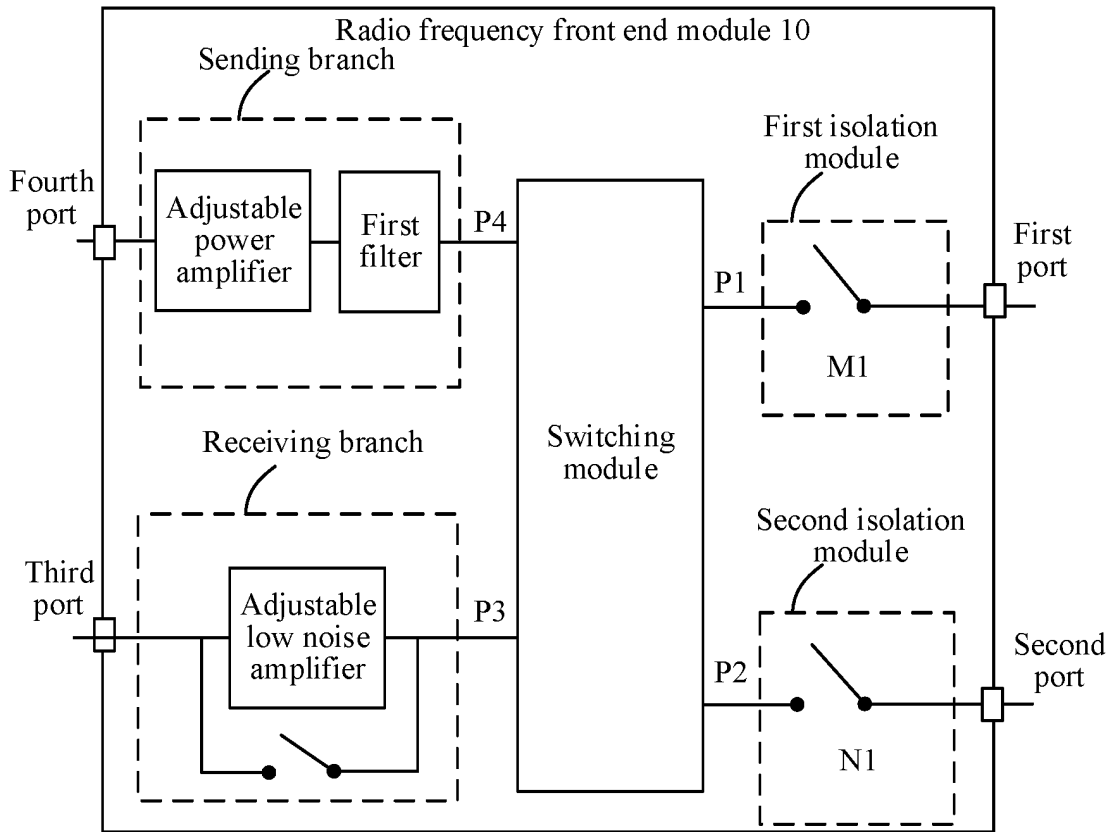 Radio frequency front end module 10
Sending branch
Fourth
port
Adjustable
power
amplifier
First
filter
P4
First isolation
module
P1
M1
First
port
Switching
module
Receiving branch
Third
port
Adjustable
low noise
amplifier
P3
Second isolation
module
P2
N1
Second
port